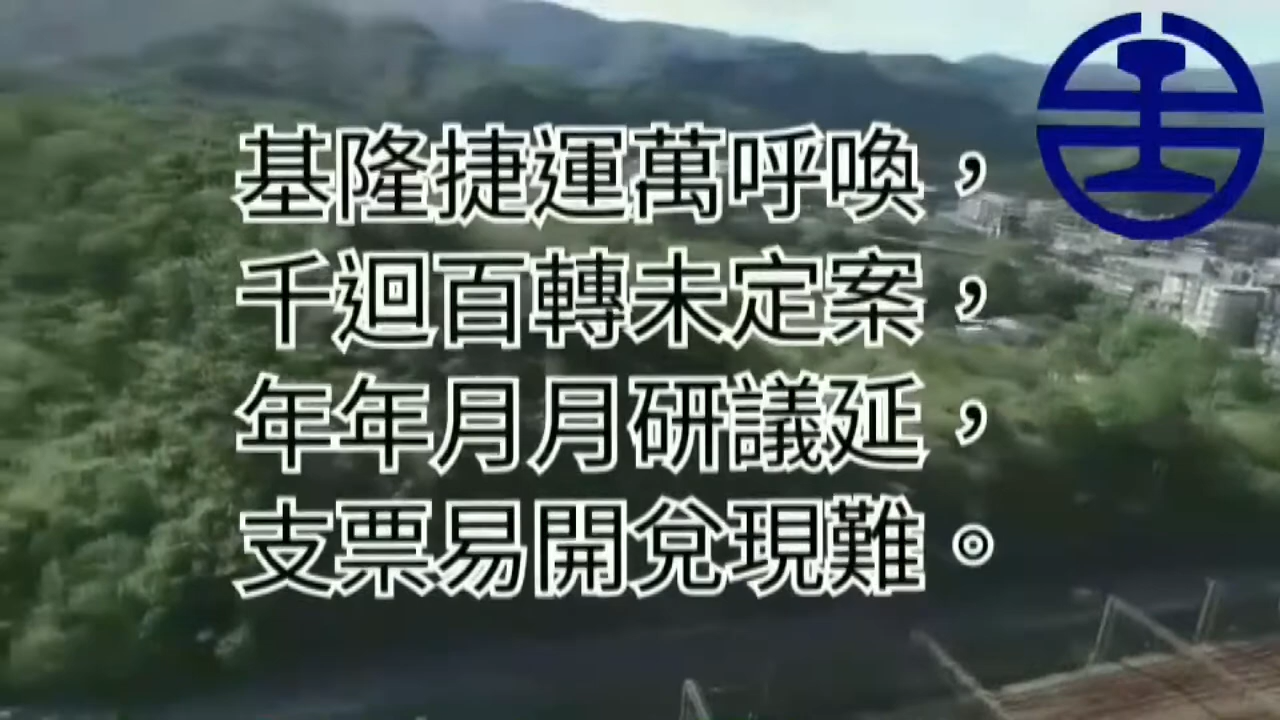 基隆捷運萬呼喚，
千迴百轉未定案，
年年月月研議延，
支票易開兌現難。